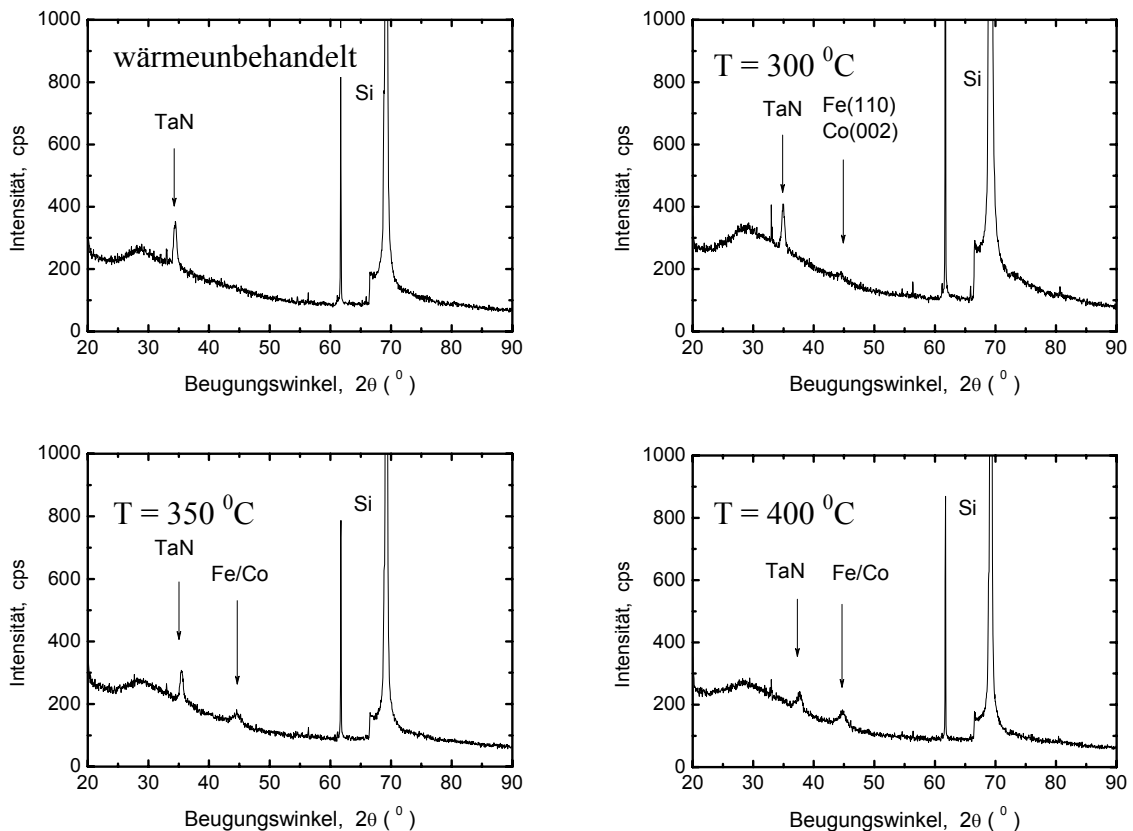 1000
800
600
400
200
0
wärmeunbehandelt
TaN
Si
20 30 40 50 60 70 80 90
Intensität, cps
Beugungswinkel, 2θ ( ⁰ )
1000
800
600
400
200
0
T = 300 ⁰C
TaN
Fe(110)
Co(002)
Si
20 30 40 50 60 70 80 90
Intensität, cps
Beugungswinkel, 2θ ( ⁰ )
1000
800
600
400
200
0
T = 350 ⁰C
TaN
Fe/Co
Si
20 30 40 50 60 70 80 90
Intensität, cps
Beugungswinkel, 2θ ( ⁰ )
1000
800
600
400
200
0
T = 400 ⁰C
TaN
Fe/Co
Si
20 30 40 50 60 70 80 90
Intensität, cps
Beugungswinkel, 2θ ( ⁰ )